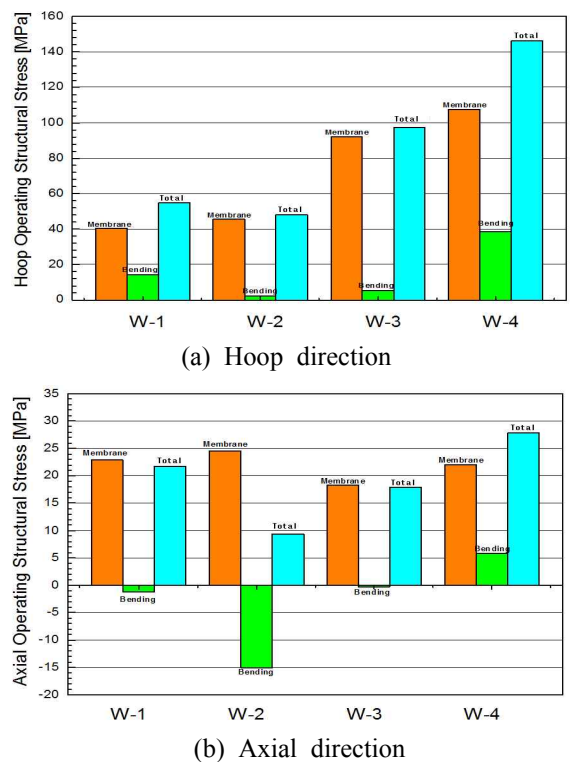 Hoop Operating Structural Stress [MPa]
160
140
120
100
80
60
40
20
0
Membrane
Bending
Total
Membrane
Bending
Total
Membrane
Bending
Total
Membrane
Bending
Total
W-1 W-2 W-3 W-4
(a) Hoop direction
Axial Operating Structural Stress [MPa]
35
30
25
20
15
10
5
0
-5
-10
-15
-20
Membrane
Bending
Total
Membrane
Bending
Total
Membrane
Bending
Total
Membrane
Bending
Total
W-1 W-2 W-3 W-4
(b) Axial direction